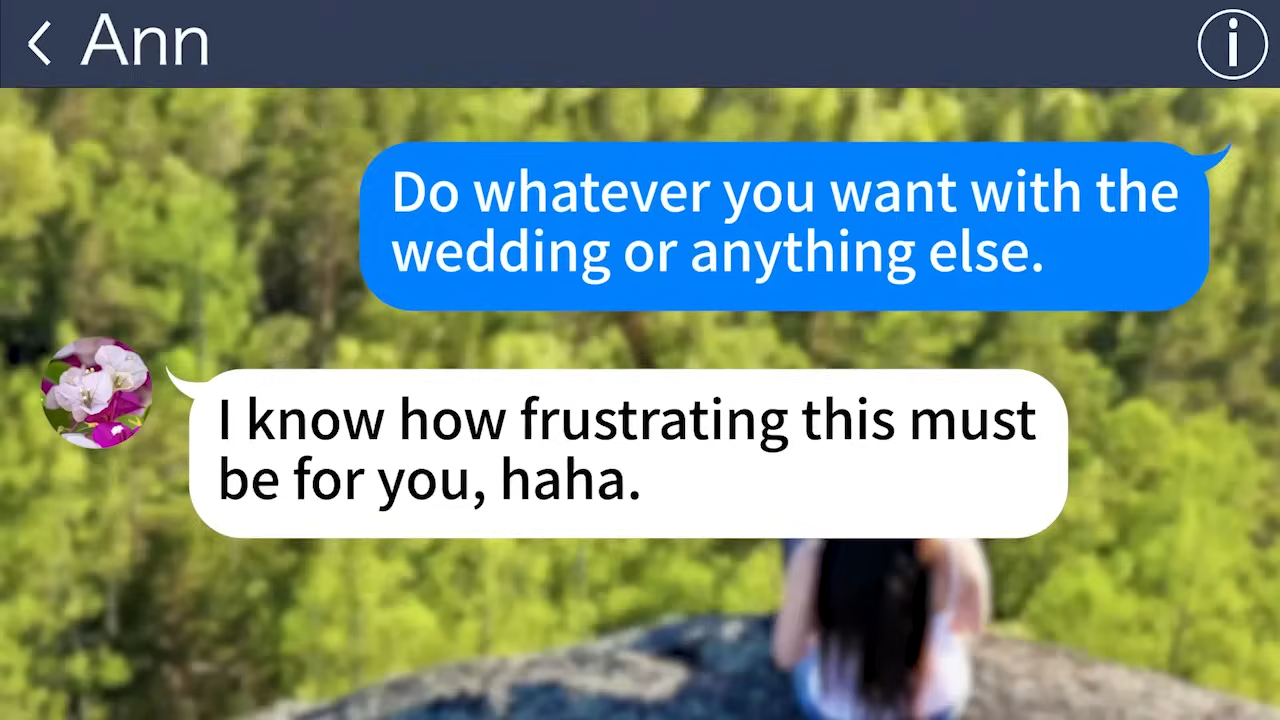 Ann
Do whatever you want with the
wedding or anything else.
I know how frustrating this must
be for you, haha.